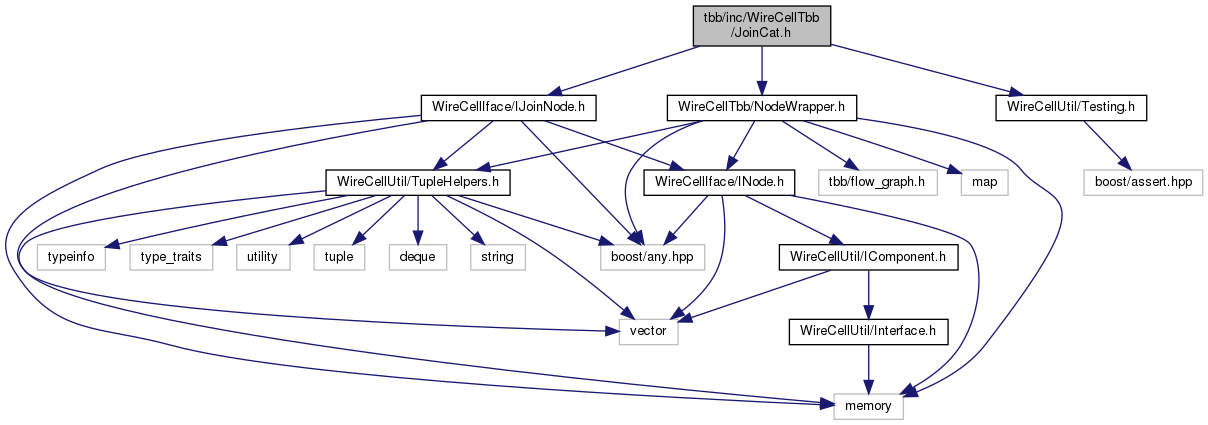 tbb/inc/WireCellTbb
/JoinCat.h
WireCellIface/IJoinNode.h
WireCellTbb/NodeWrapper.h
WireCellUtil/Testing.h
WireCellUtil/TupleHelpers.h
WireCellIface/INode.h
tbb/flow_graph.h
map
boost/assert.hpp
typeinfo
type_traits
utility
tuple
deque
string
boost/any.hpp
WireCellUtil/IComponent.h
vector
WireCellUtil/Interface.h
memory